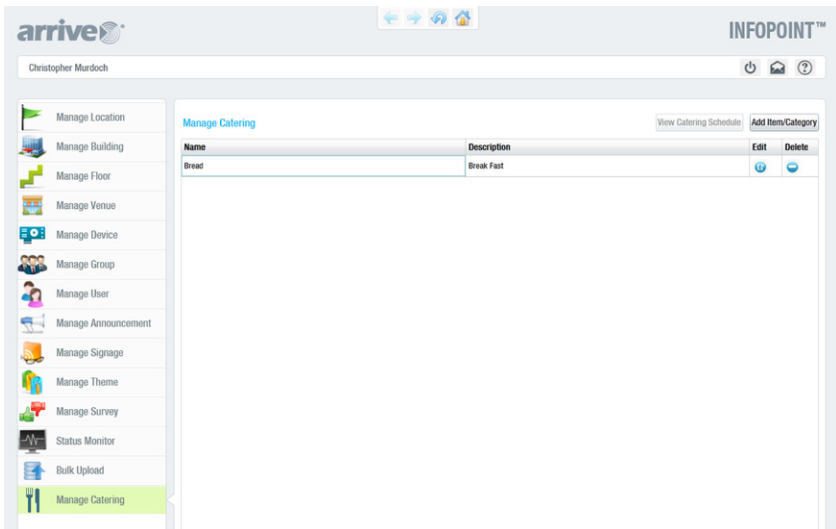 arrive
INFOPOINT™
Christopher Murdoch
Manage Location
Manage Building
Manage Floor
Manage Venue
Manage Device
Manage Group
Manage User
Manage Announcement
Manage Signage
Manage Theme
Manage Survey
Status Monitor
Bulk Upload
Manage Catering
Manage Catering View Catering Schedule Add Item/Category
Name Description Edit Delete
Bread Break Fast